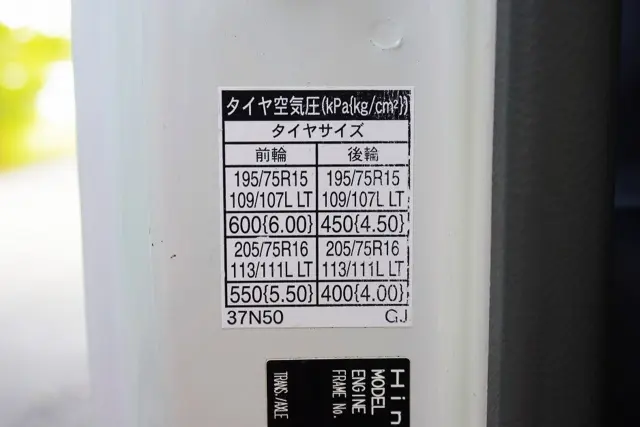 タイヤ空気圧(kPa{kg/cm²})
タイヤサイズ
前輪 後輪
195/75R15 195/75R15
109/107L LT 109/107L LT
600{6.00} 450{4.50}
205/75R16 205/75R16
113/111L LT 113/111L LT
550{5.50} 400{4.00}
37N50 GJ
Hin
MODEL
ENGINE
FRAME No.
TRANS./AXLE